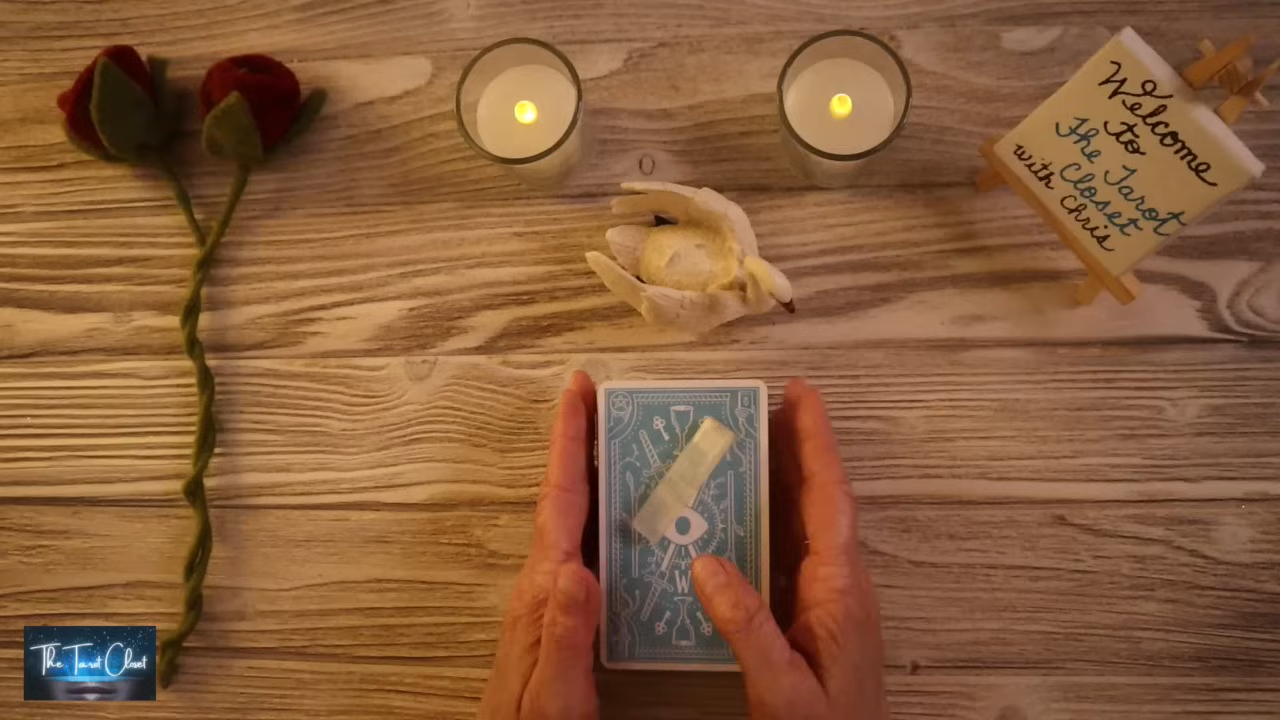 Welcome
To
The Tarot
Closet
with Chris
W
The Tarot Closet